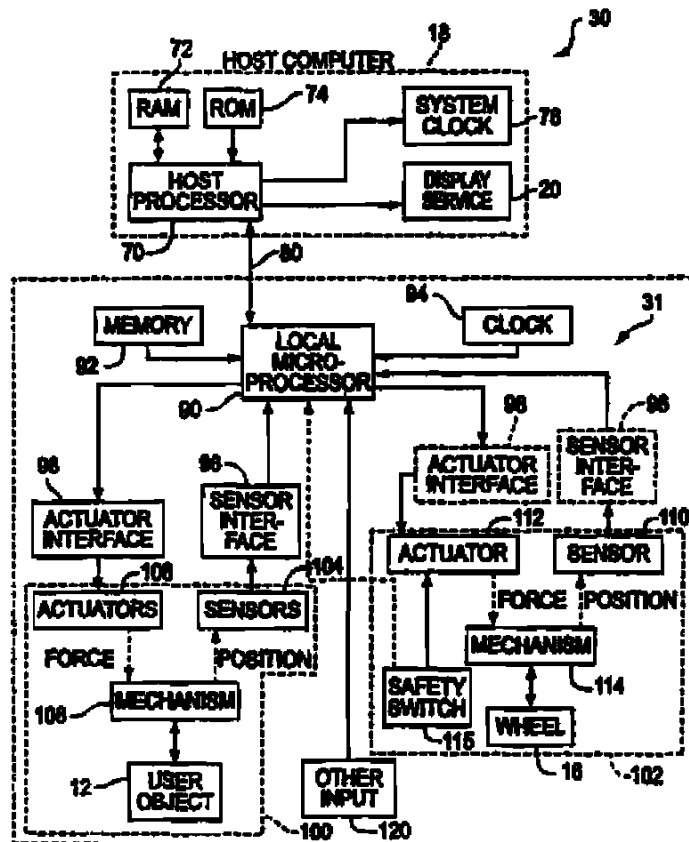 30
HOST COMPUTER
18
72
RAM
ROM
74
SYSTEM
CLOCK
78
HOST
PROCESSOR
70
DISPLAY
SERVICE
20
80
MEMORY
92
LOCAL
MICRO-
PROCESSOR
90
94
CLOCK
31
98
ACTUATOR
INTERFACE
96
SENSOR
INTER-
FACE
98
ACTUATOR
INTERFACE
96
SENSOR
INTER-
FACE
106
ACTUATORS
SENSORS
104
FORCE
POSITION
108
MECHANISM
12
USER
OBJECT
100
OTHER
INPUT
120
112
ACTUATOR
SENSOR
110
FORCE
POSITION
MECHANISM
114
SAFETY
SWITCH
115
WHEEL
16
102